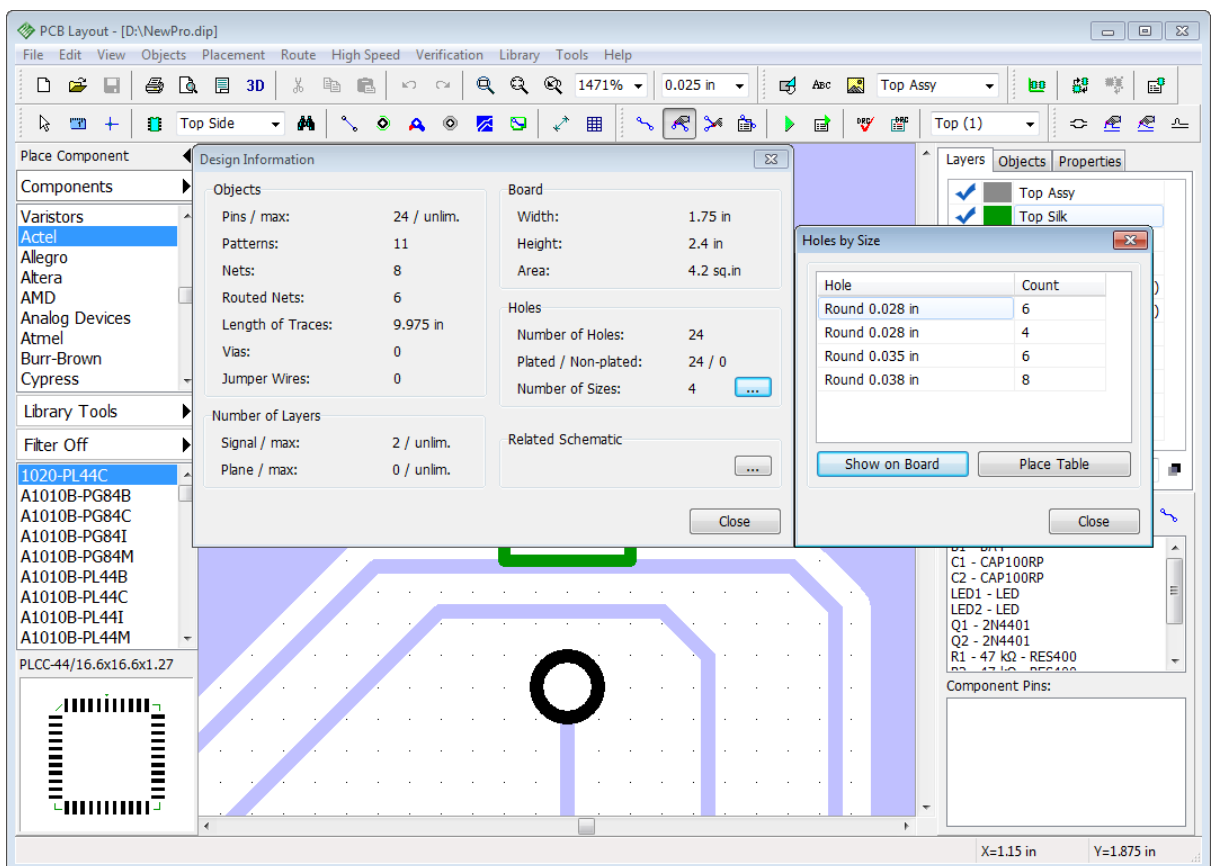 PCB Layout - [D:\NewPro.dip]
File Edit View Objects Placement Route High Speed Verification Library Tools Help
3D 1471% 0.025 in ABC Top Assy
Top Side DRC DRC Top (1)
Place Component
Components
Varistors
Actel
Allegro
Altera
AMD
Analog Devices
Atmel
Burr-Brown
Cypress
Library Tools
Filter Off
1020-PL44C
A1010B-PG84B
A1010B-PG84C
A1010B-PG84I
A1010B-PG84M
A1010B-PL44B
A1010B-PL44C
A1010B-PL44I
A1010B-PL44M
PLCC-44/16.6x16.6x1.27
Design Information
Objects
Pins / max: 24 / unlim.
Patterns: 11
Nets: 8
Routed Nets: 6
Length of Traces: 9.975 in
Vias: 0
Jumper Wires: 0
Number of Layers
Signal / max: 2 / unlim.
Plane / max: 0 / unlim.
Board
Width: 1.75 in
Height: 2.4 in
Area: 4.2 sq.in
Holes
Number of Holes: 24
Plated / Non-plated: 24 / 0
Number of Sizes: 4 ...
Related Schematic
...
Close
Layers Objects Properties
Top Assy
Top Silk
Holes by Size
Hole Count
Round 0.028 in 6
Round 0.028 in 4
Round 0.035 in 6
Round 0.038 in 8
Show on Board Place Table
Close
C1 - CAP100RP
C2 - CAP100RP
LED1 - LED
LED2 - LED
Q1 - 2N4401
Q2 - 2N4401
R1 - 47 kΩ - RES400
Component Pins:
X=1.15 in Y=1.875 in